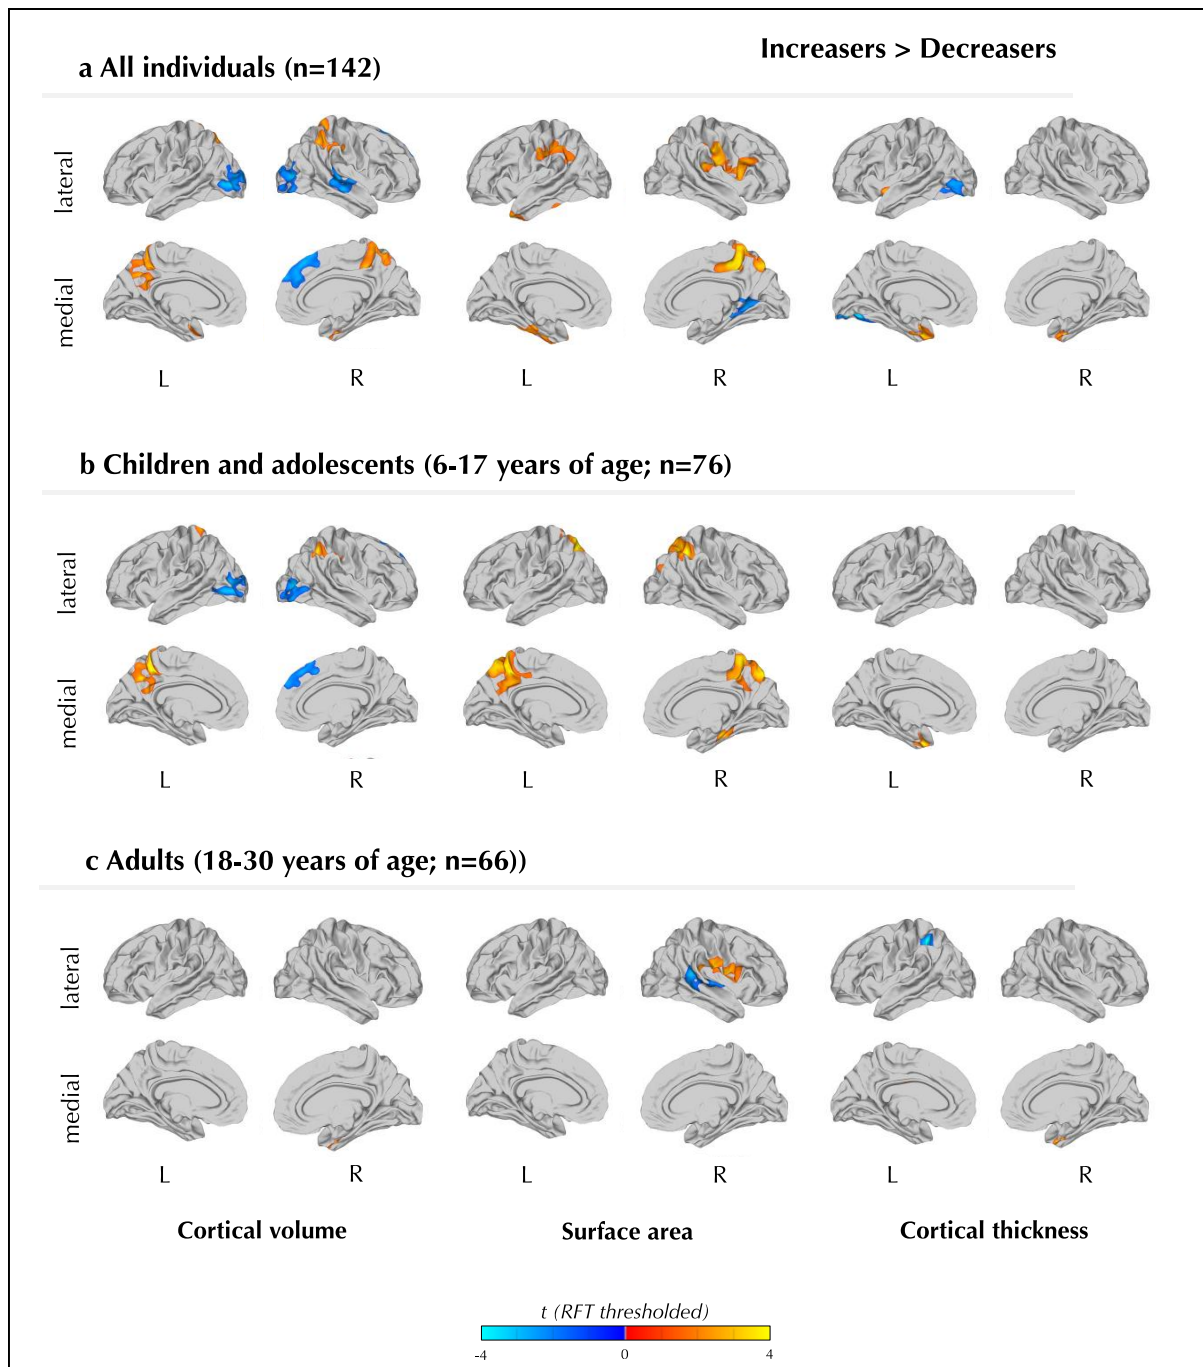 Increasers > Decreasers
a All individuals (n=142)
lateral
medial
L R L R L R
b Children and adolescents (6-17 years of age; n=76)
lateral
medial
L R L R L R
c Adults (18-30 years of age; n=66))
lateral
medial
L R L R L R
Cortical volume Surface area Cortical thickness
t (RFT thresholded)
-4 0 4